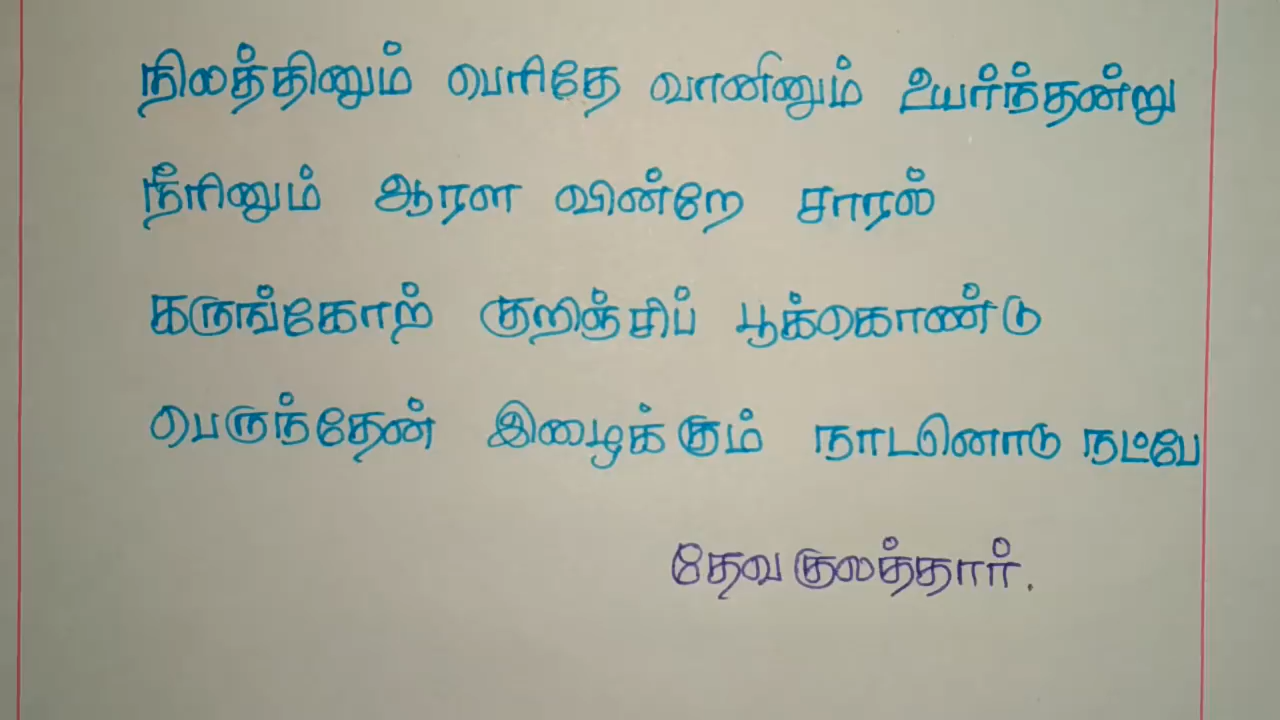 நிலத்தினும் பெரிதே வானினும் உயர்ந்தன்று
நீரினும் ஆரள வின்றே சாரல்
கருங்கோற் குறிஞ்சிப் பூக்கொண்டு
பெருந்தேன் இழைக்கும் நாடனொடு நட்பே
தேவகுலத்தார்.